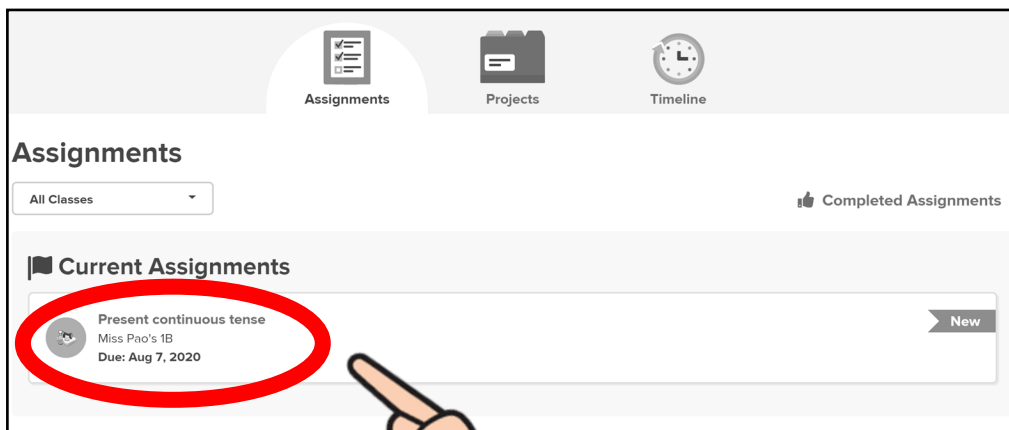 Assignments
Projects
Timeline
Assignments
All Classes
Completed Assignments
Current Assignments
Present continuous tense
New
Miss Pao's 1B
Due: Aug 7, 2020